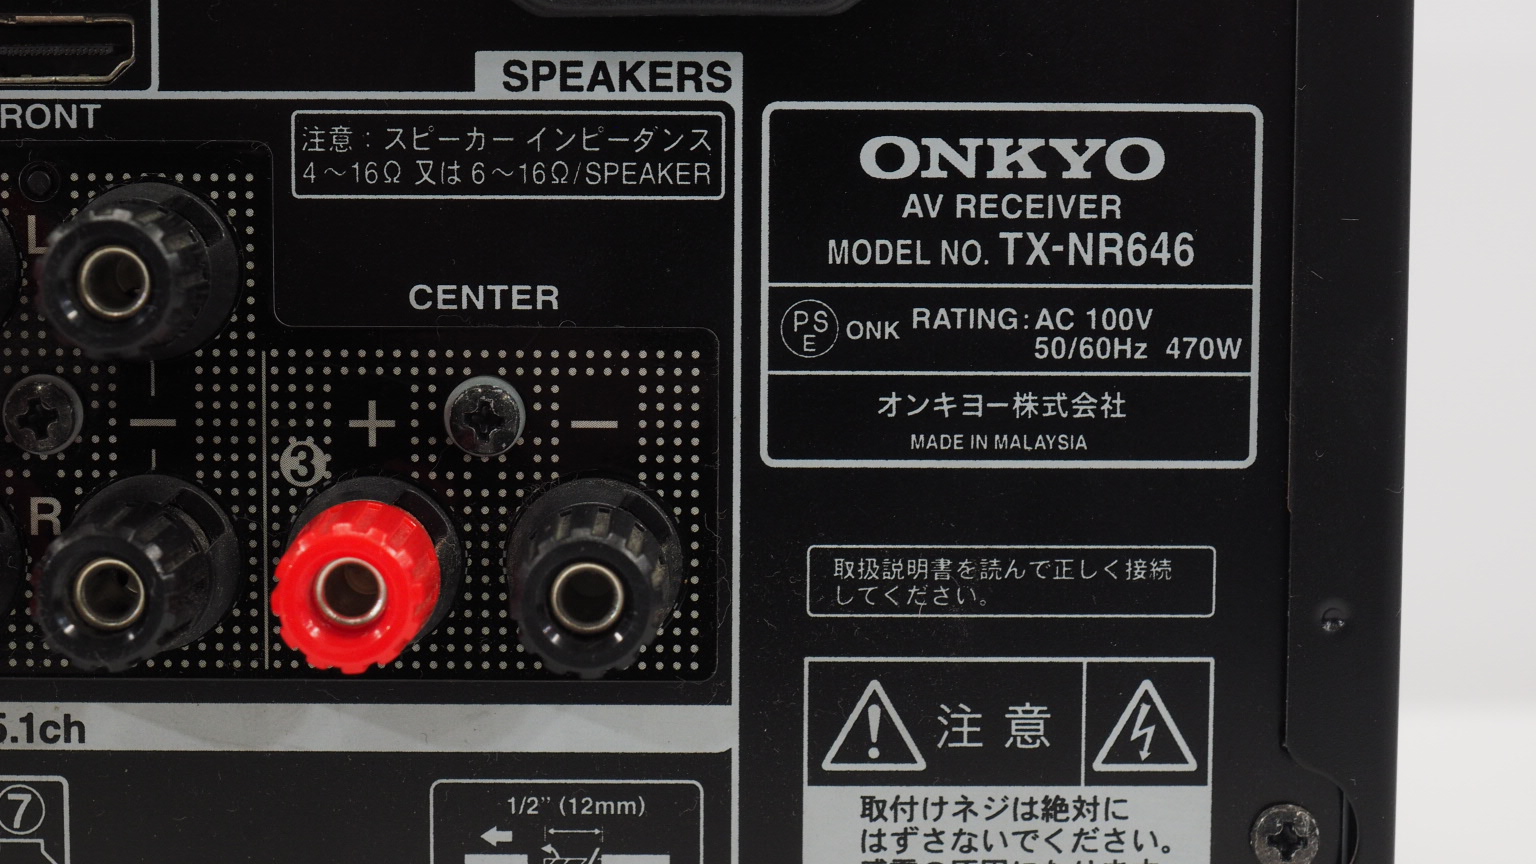 SPEAKERS
注意：スピーカー インピーダンス
4～16Ω 又は 6～16Ω/SPEAKER
L
CENTER
+
−
−
③
R
5.1ch
⑦
1/2" (12mm)
ONKYO
AV RECEIVER
MODEL NO. TX-NR646
PSE ONK RATING: AC 100V
50/60Hz 470W
オンキヨー株式会社
MADE IN MALAYSIA
取扱説明書を読んで正しく接続
してください。
注意
取付けネジは絶対に
はずさないでください。